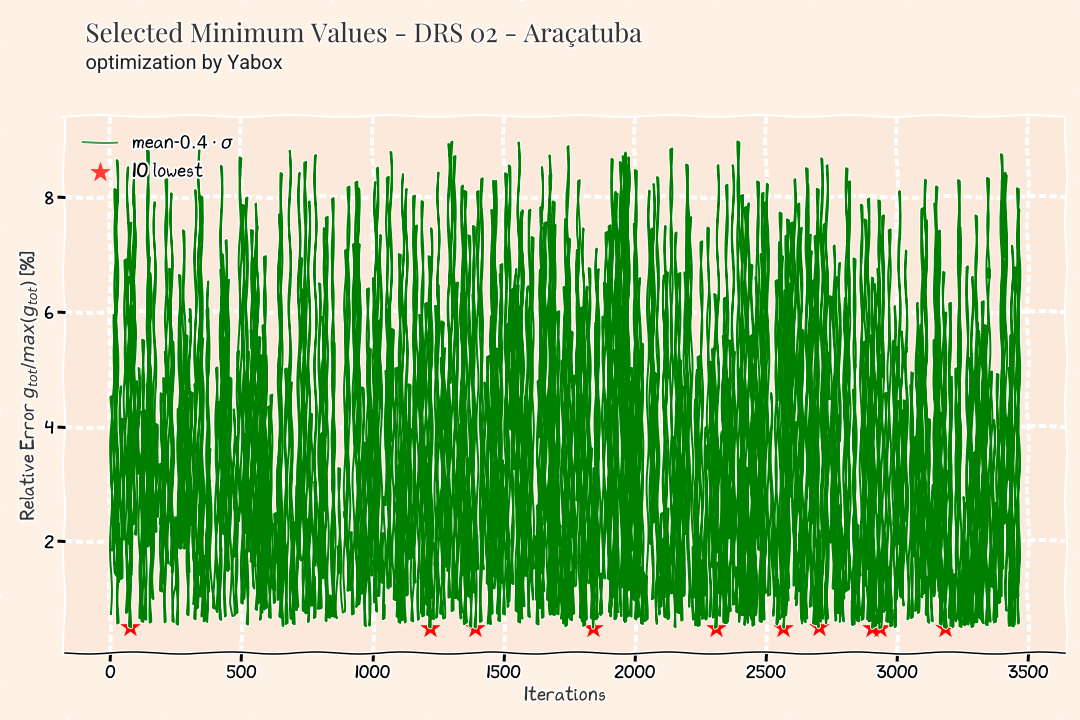 Selected Minimum Values - DRS 02 - Araçatuba
optimization by Yabox
mean-0.4 · σ
10 lowest
Relative Error g_tot/max(g_tot) [%]
8
6
4
2
0 500 1000 1500 2000 2500 3000 3500
Iterations